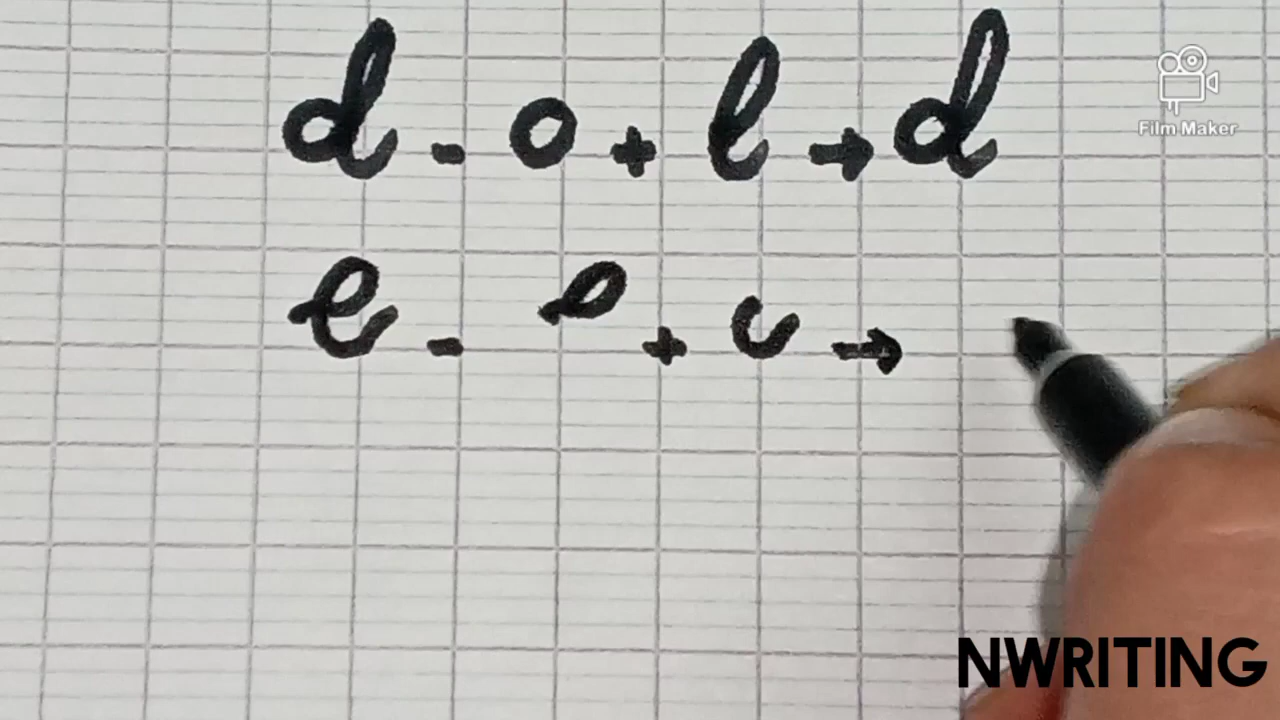 d - o + l → d
e - e + c →
Film Maker
NWRITING